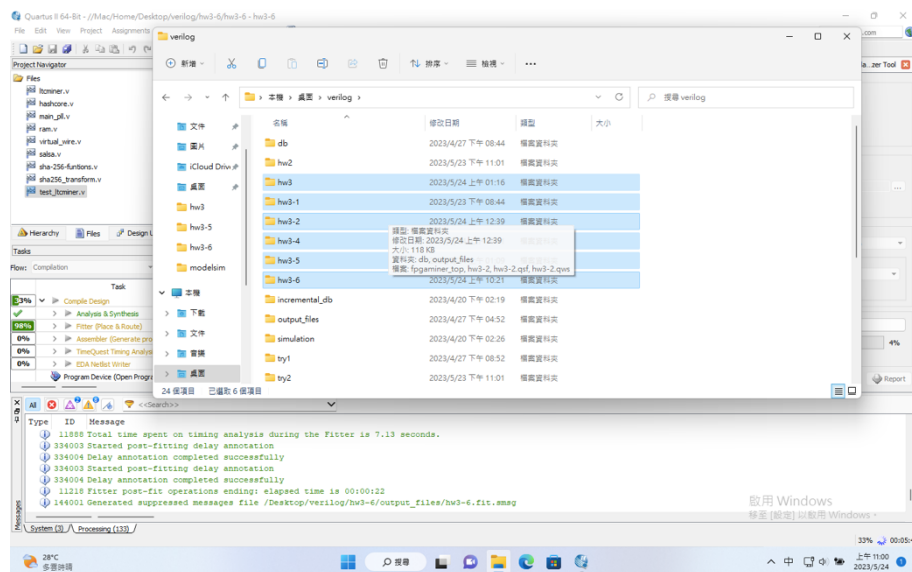 Quartus II 64-Bit - //Mac/Home/Desktop/verilog/hw3-6/hw3-6 - hw3-6
File Edit View Project Assignments
.com
Project Navigator
Files
ltcminer.v
hashcore.v
main_pll.v
ram.v
virtual_wire.v
salsa.v
sha-256-funtions.v
sha256_transform.v
test_ltcminer.v
Hierarchy Files Design U
Tasks
Flow: Compilation
Task
Compile Design
Analysis & Synthesis
98% Fitter (Place & Route)
0% Assembler (Generate pro
0% TimeQuest Timing Analysis
0% EDA Netlist Writer
Program Device (Open Progra
verilog
新增 排序 檢視
本機 桌面 verilog
搜尋 verilog
文件
圖片
iCloud Driv
桌面
hw3
hw3-5
hw3-6
modelsim
本機
下載
文件
音樂
桌面
名稱 修改日期 類型 大小
db 2023/4/27 下午 08:44 檔案資料夾
hw2 2023/5/23 下午 11:01 檔案資料夾
hw3 2023/5/24 上午 01:16 檔案資料夾
hw3-1 2023/5/23 下午 08:44 檔案資料夾
hw3-2 2023/5/24 上午 12:39 檔案資料夾
hw3-4
hw3-5
hw3-6 2023/5/24 上午 10:21 檔案資料夾
類型: 檔案資料夾
修改日期: 2023/5/24 上午 12:39
大小: 118 KB
資料夾: db, output_files
檔案: fpgaminer_top, hw3-2, hw3-2.qsf, hw3-2.qws
incremental_db 2023/4/20 下午 02:19 檔案資料夾
output_files 2023/4/27 下午 04:52 檔案資料夾
simulation 2023/4/20 下午 02:26 檔案資料夾
try1 2023/4/27 下午 08:52 檔案資料夾
try2 2023/5/23 下午 11:01 檔案資料夾
24 個項目 已選取 6 個項目
zer Tool
4%
Report
All <<Search>>
Type ID Message
11888 Total time spent on timing analysis during the Fitter is 7.13 seconds.
334003 Started post-fitting delay annotation
334004 Delay annotation completed successfully
334003 Started post-fitting delay annotation
334004 Delay annotation completed successfully
11218 Fitter post-fit operations ending: elapsed time is 00:00:22
144001 Generated suppressed messages file /Desktop/verilog/hw3-6/output_files/hw3-6.fit.smsg
Messages
System (3) Processing (133)
啟用 Windows
移至 [設定] 以啟用 Windows。
33% 00:05:
28°C
多雲時晴
搜尋
中
上午 11:00
2023/5/24